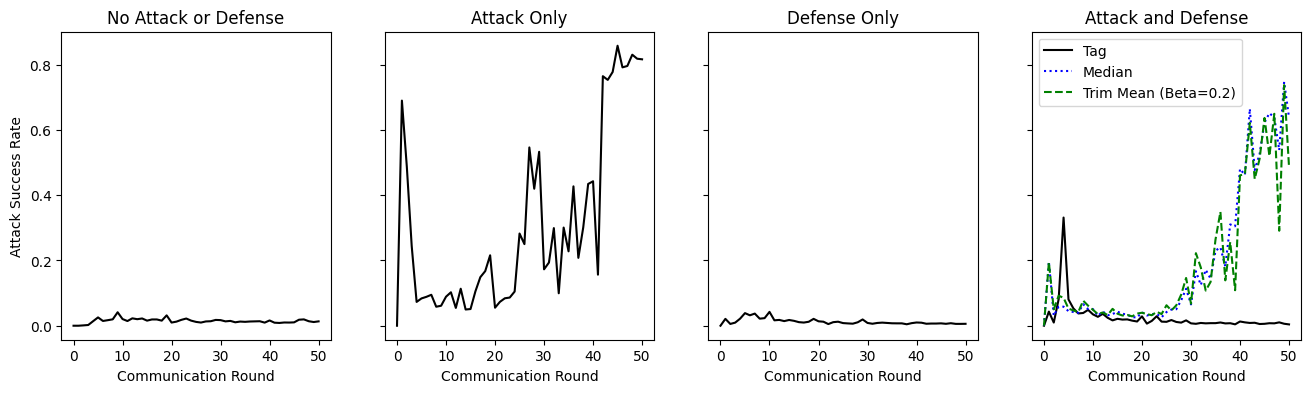 No Attack or Defense
Attack Only
Defense Only
Attack and Defense
Attack Success Rate
0.8
0.6
0.4
0.2
0.0
Tag
Median
Trim Mean (Beta=0.2)
0 10 20 30 40 50
0 10 20 30 40 50
0 10 20 30 40 50
0 10 20 30 40 50
Communication Round
Communication Round
Communication Round
Communication Round